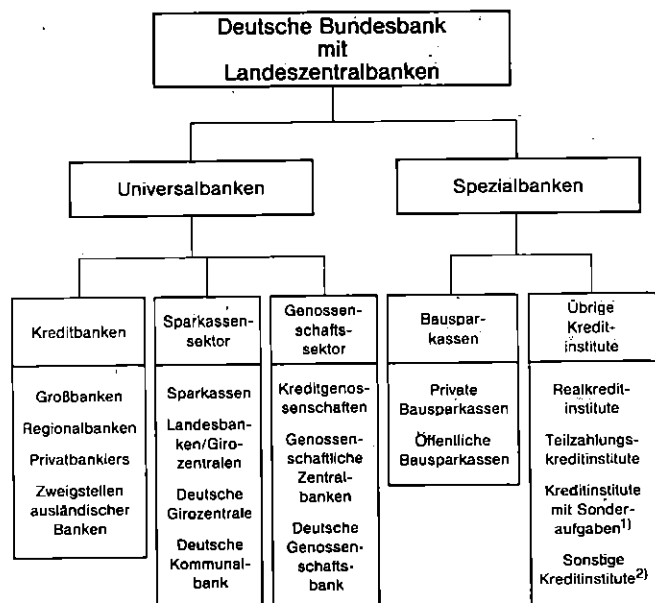 Deutsche Bundesbank
mit
Landeszentralbanken
Universalbanken
Spezialbanken
Kreditbanken
Großbanken
Regionalbanken
Privatbankiers
Zweigstellen
ausländischer
Banken
Sparkassen-
sektor
Sparkassen
Landesban-
ken/Giro-
zentralen
Deutsche
Girozentrale
Deutsche
Kommunal-
bank
Genossen-
schafts-
sektor
Kreditgenos-
senschaften
Genossen-
schaftliche
Zentral-
banken
Deutsche
Genossen-
schafts-
bank
Bauspar-
kassen
Private
Bausparkassen
Öffentliche
Bausparkassen
Übrige
Kredit-
institute
Realkredit-
institute
Teilzahlungs-
kreditinstitute
Kreditinstitute
mit Sonder-
aufgaben1)
Sonstige
Kreditinstitute2)